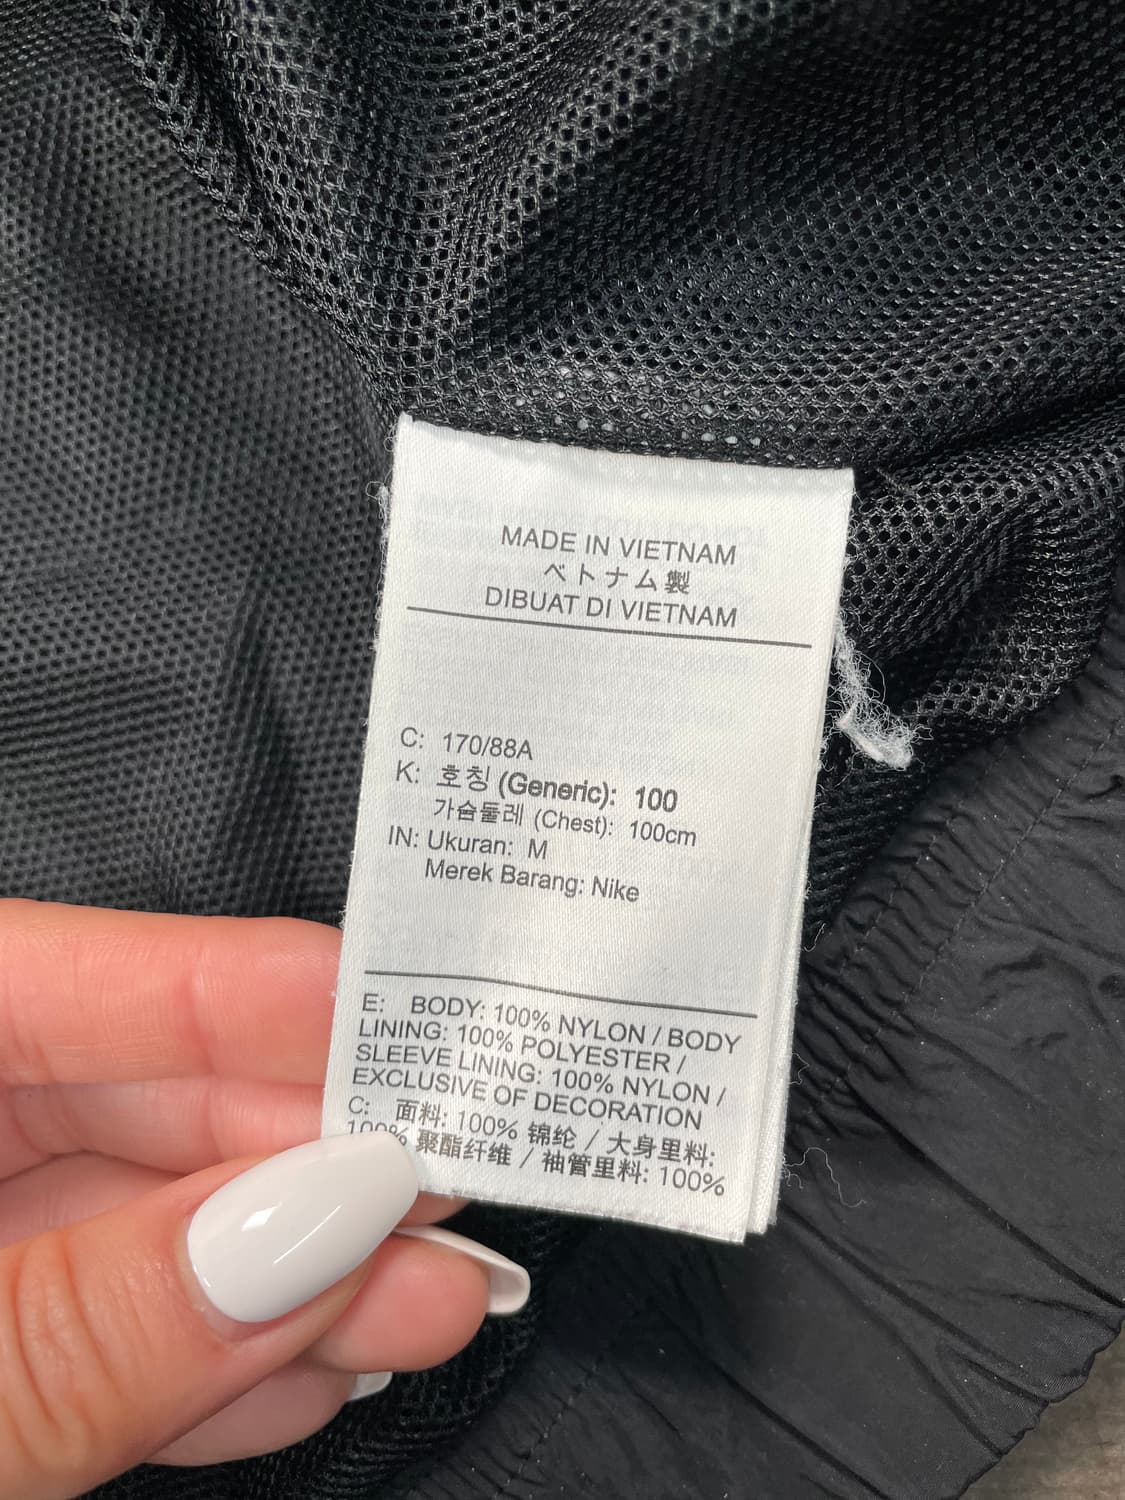 MADE IN VIETNAM
ベトナム製
DIBUAT DI VIETNAM
C: 170/88A
K: 호칭 (Generic): 100
가슴둘레 (Chest): 100cm
IN: Ukuran: M
Merek Barang: Nike
E: BODY: 100% NYLON / BODY
LINING: 100% POLYESTER /
SLEEVE LINING: 100% NYLON /
EXCLUSIVE OF DECORATION
C: 面料: 100% 锦纶 / 大身里料:
100% 聚酯纤维 / 袖管里料: 100%